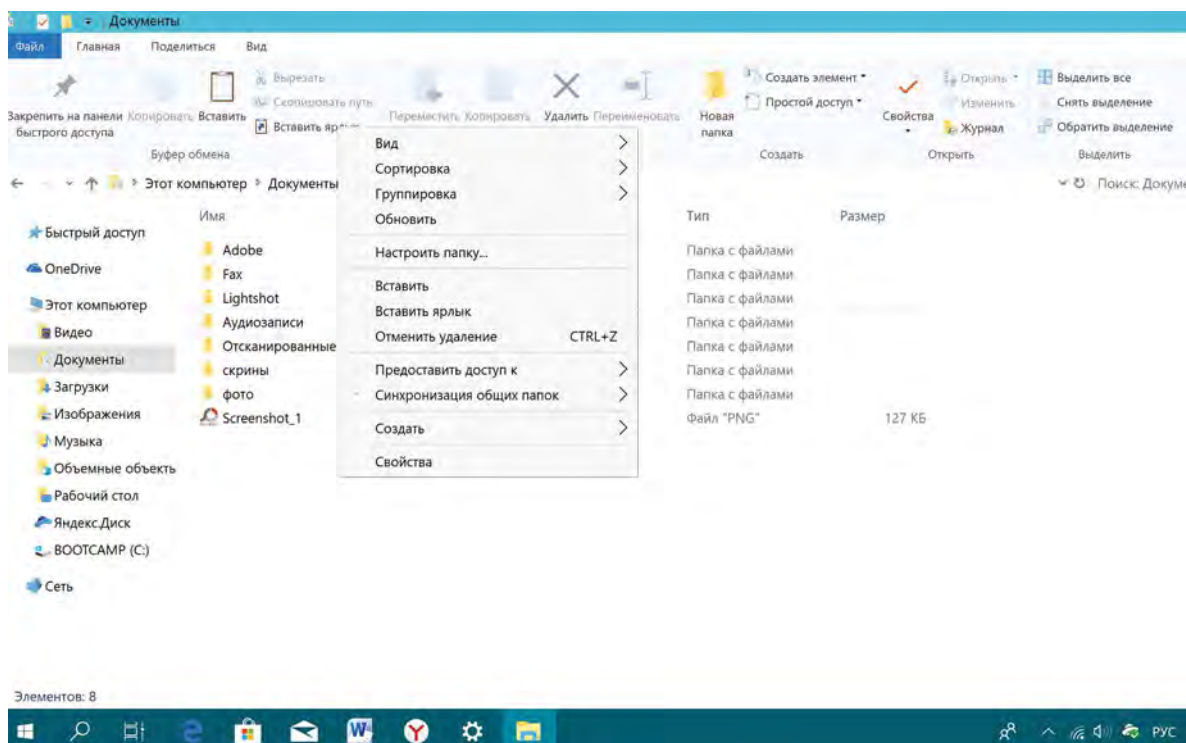 Документы
Файл Главная Поделиться Вид
Закрепить на панели быстрого доступа
Копировать
Вставить
Вырезать
Скопировать путь
Вставить
Переместить
Копировать
Удалить
Переименовать
Новая папка
Создать элемент
Простой доступ
Свойства
Открыть
Изменить
Журнал
Выделить все
Снять выделение
Обратить выделение
Буфер обмена
Создать
Открыть
Выделить
Этот компьютер Документы
Поиск:
Быстрый доступ
OneDrive
Этот компьютер
Видео
Документы
Загрузки
Изображения
Музыка
Объемные объекты
Рабочий стол
Яндекс.Диск
BOOTCAMP (C:)
Сеть
Имя Тип Размер
Adobe Папка с файлами
Fax Папка с файлами
Lightshot Папка с файлами
Аудиозаписи Папка с файлами
Отсканированные Папка с файлами
скрины Папка с файлами
фото Папка с файлами
Screenshot_1 Файл "PNG" 127 КБ
Вид
Сортировка
Группировка
Обновить
Настроить папку...
Вставить
Вставить ярлык
Отменить удаление CTRL+Z
Предоставить доступ к
Синхронизация общих папок
Создать
Свойства
Элементов: 8
W
РУС